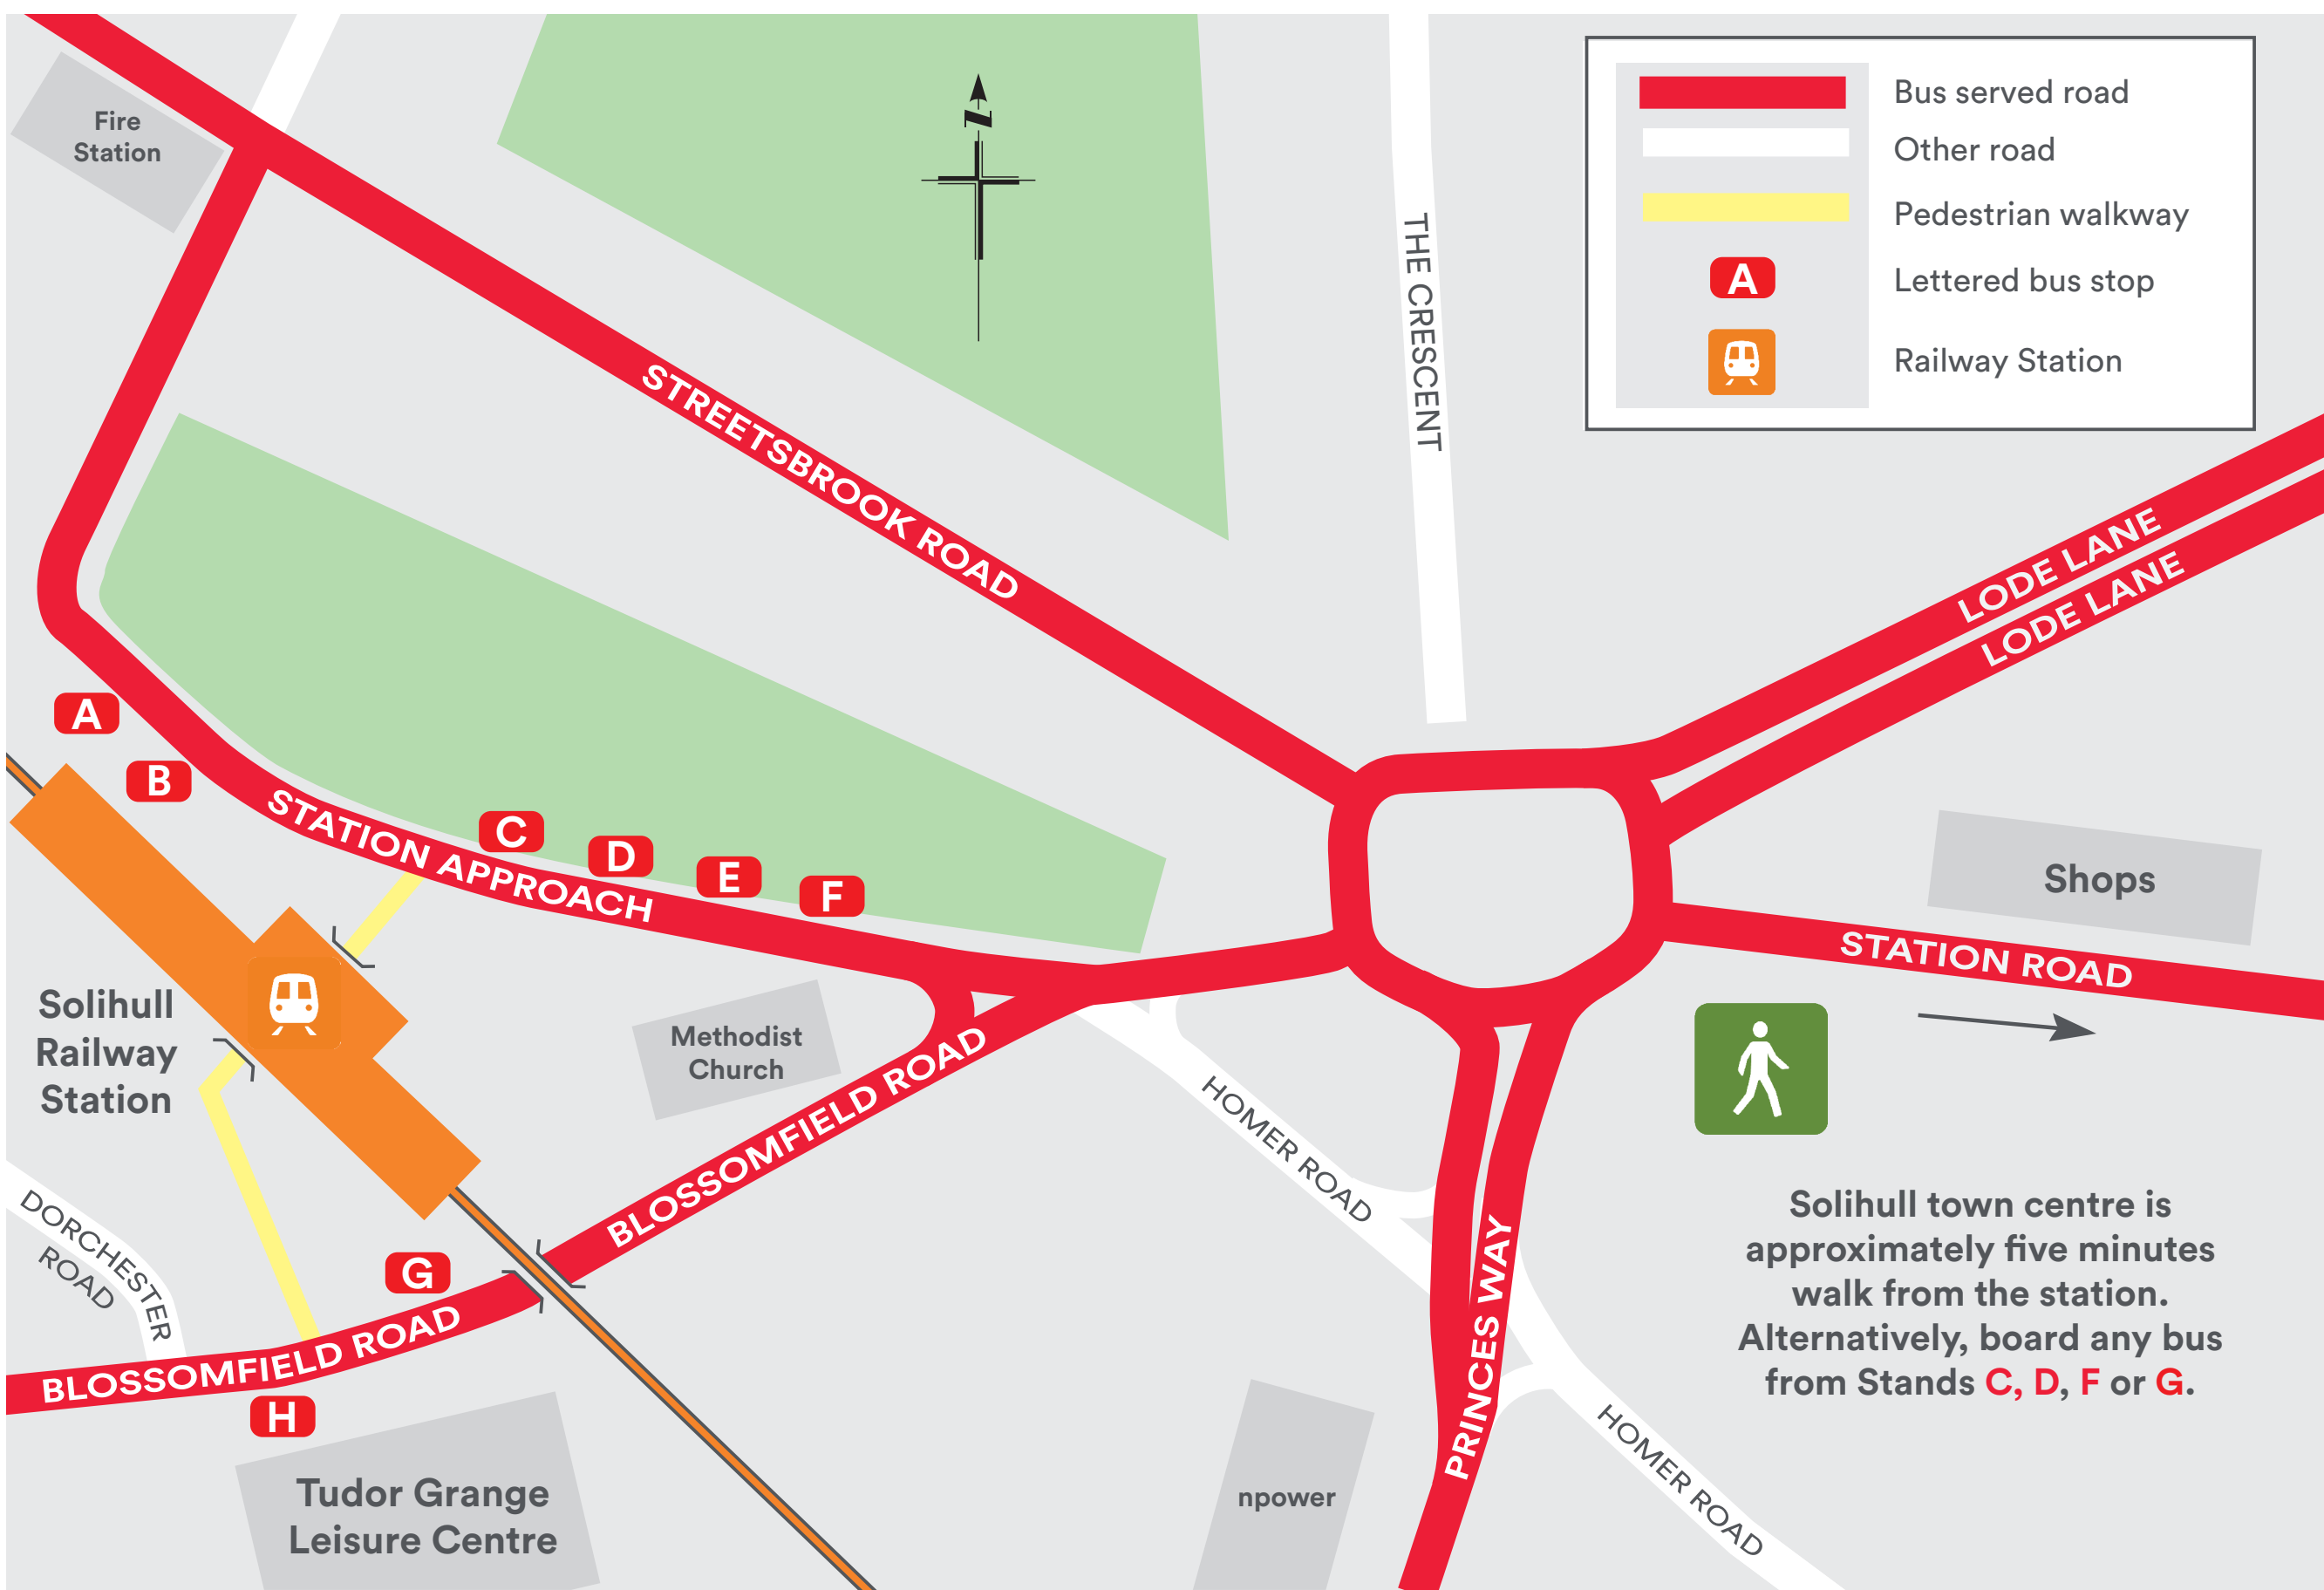 Fire
Station
N
THE CRESCENT
Bus served road
Other road
Pedestrian walkway
A
Lettered bus stop
Railway Station
STREETSBROOK ROAD
LODE LANE
LODE LANE
A
B
STATION APPROACH
C
D
E
F
Shops
STATION ROAD
Solihull
Railway
Station
Methodist
Church
BLOSSOMFIELD ROAD
HOMER ROAD
DORCHESTER
ROAD
G
BLOSSOMFIELD ROAD
H
PRINCES WAY
Solihull town centre is
approximately five minutes
walk from the station.
Alternatively, board any bus
from Stands C, D, F or G.
Tudor Grange
Leisure Centre
npower
HOMER ROAD